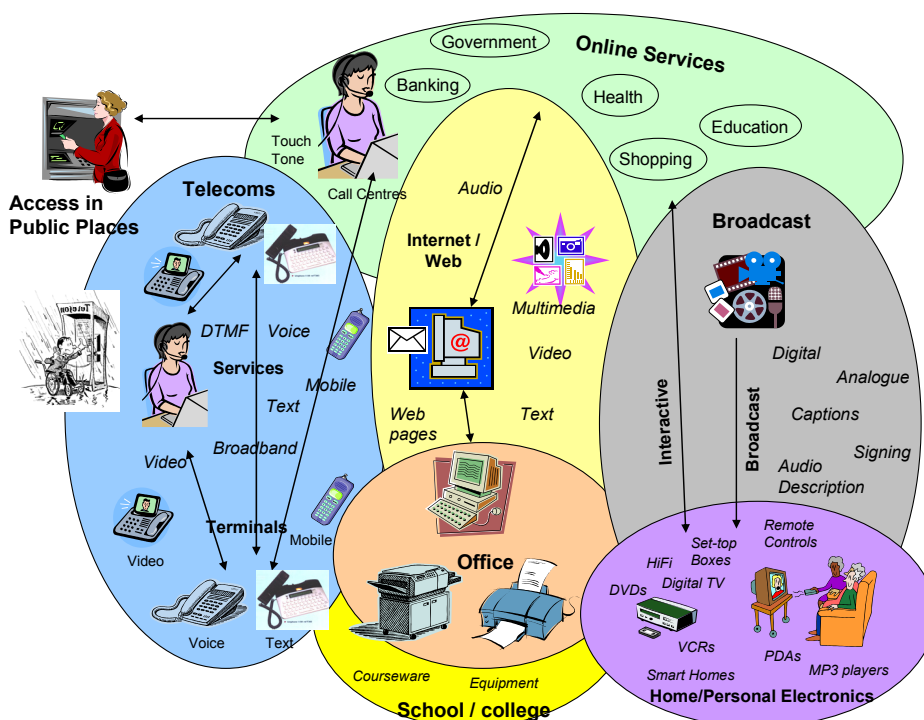 Government
Online Services
Banking
Health
Education
Shopping
Touch
Tone
Call Centres
Access in
Public Places
Telecoms
Audio
Internet /
Web
Broadcast
Multimedia
@
Telefon
DTMF
Voice
Services
Mobile
Text
Broadband
Video
Text
Web
pages
Video
Terminals
Mobile
Video
Voice
Text
Digital
Analogue
Captions
Signing
Audio
Description
Interactive
Broadcast
Office
Courseware
Equipment
School / college
Remote
Controls
Set-top
Boxes
HiFi
Digital TV
DVDs
VCRs
PDAs
MP3 players
Smart Homes
Home/Personal Electronics